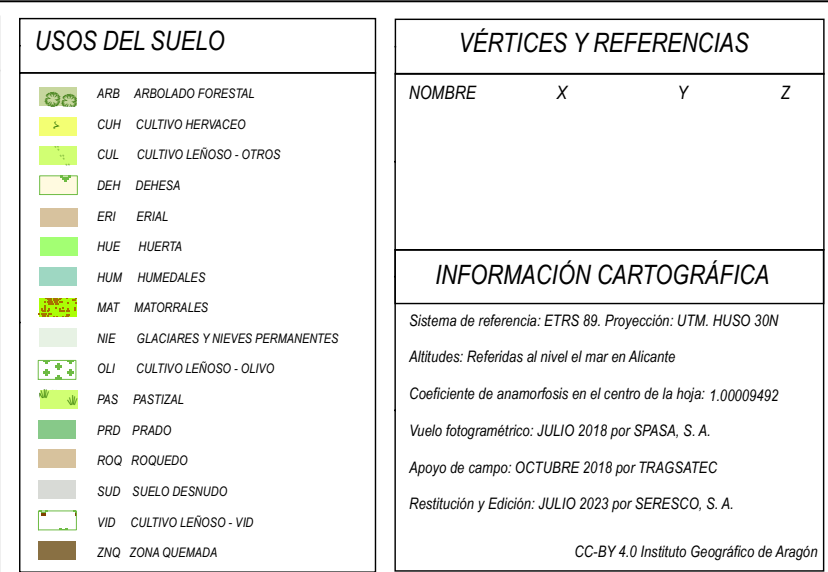 USOS DEL SUELO
ARB ARBOLADO FORESTAL
CUH CULTIVO HERVACEO
CUL CULTIVO LEÑOSO - OTROS
DEH DEHESA
ERI ERIAL
HUE HUERTA
HUM HUMEDALES
MAT MATORRALES
NIE GLACIARES Y NIEVES PERMANENTES
OLI CULTIVO LEÑOSO - OLIVO
PAS PASTIZAL
PRD PRADO
ROQ ROQUEDO
SUD SUELO DESNUDO
VID CULTIVO LEÑOSO - VID
ZNQ ZONA QUEMADA
VÉRTICES Y REFERENCIAS
NOMBRE X Y Z
INFORMACIÓN CARTOGRÁFICA
Sistema de referencia: ETRS 89. Proyección: UTM. HUSO 30N
Altitudes: Referidas al nivel el mar en Alicante
Coeficiente de anamorfosis en el centro de la hoja: 1.00009492
Vuelo fotogramétrico: JULIO 2018 por SPASA, S. A.
Apoyo de campo: OCTUBRE 2018 por TRAGSATEC
Restitución y Edición: JULIO 2023 por SERESCO, S. A.
CC-BY 4.0 Instituto Geográfico de Aragón